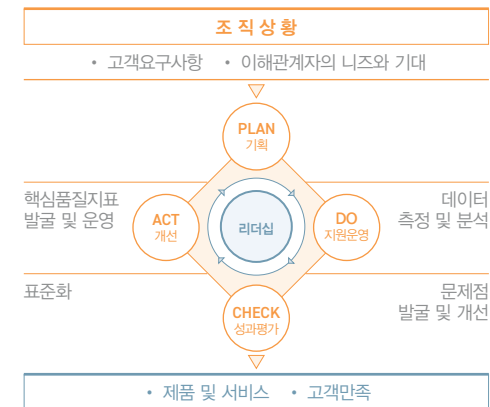 조직상황
• 고객요구사항 • 이해관계자의 니즈와 기대
PLAN
기획
핵심품질지표
발굴 및 운영
ACT
개선
리더십
DO
지원운영
데이터
측정 및 분석
표준화
CHECK
성과평가
문제점
발굴 및 개선
• 제품 및 서비스 • 고객만족